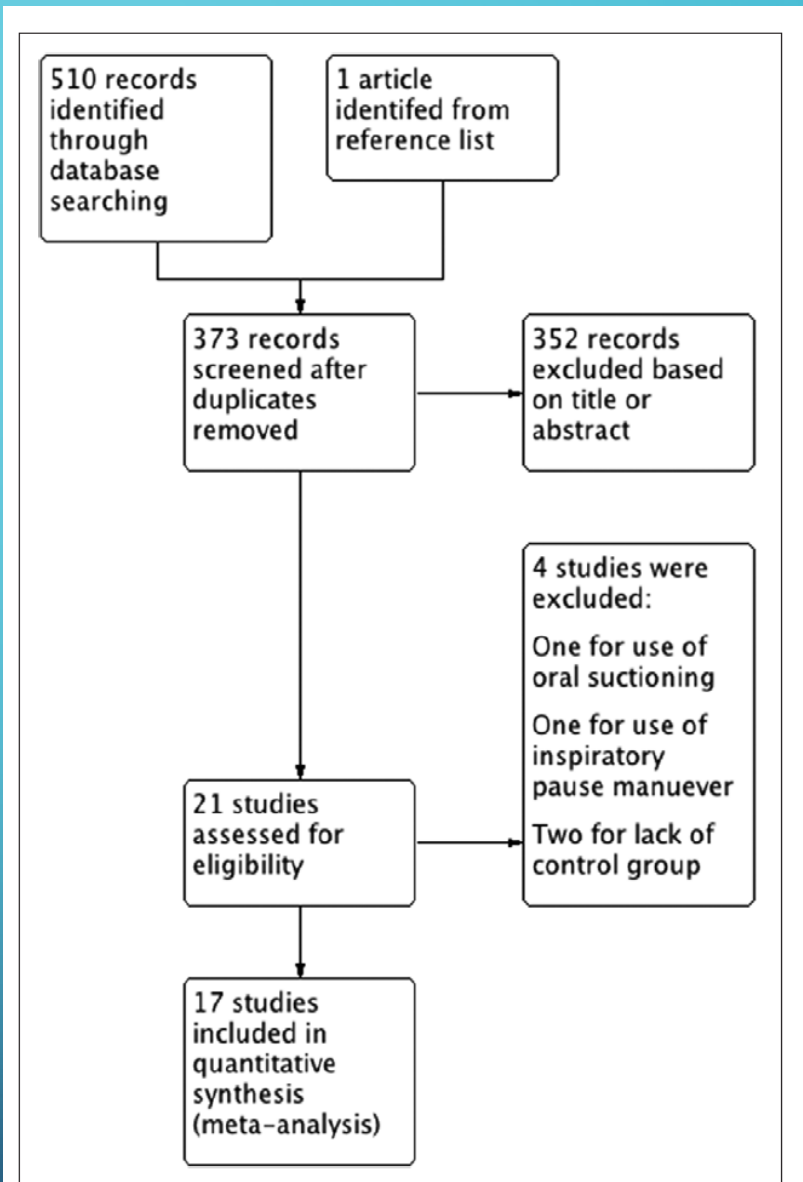 510 records
identified
through
database
searching
1 article
identifed from
reference list
373 records
screened after
duplicates
removed
352 records
excluded based
on title or
abstract
4 studies were
excluded:
One for use of
oral suctioning
One for use of
inspiratory
pause manuever
Two for lack of
control group
21 studies
assessed for
eligibility
17 studies
included in
quantitative
synthesis
(meta-analysis)